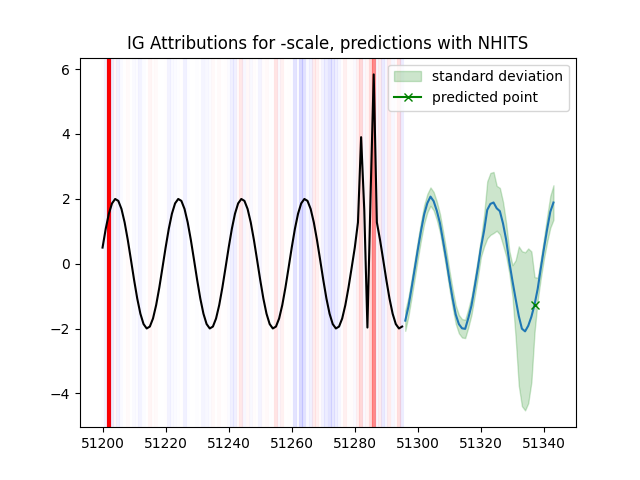 IG Attributions for -scale, predictions with NHITS
standard deviation
predicted point
6
4
2
0
−2
−4
51200 51220 51240 51260 51280 51300 51320 51340